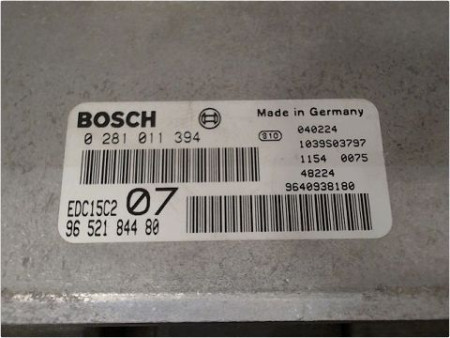 BOSCH
Made in Germany
0 281 011 394
S10
040224
1039S03797
1154 0075
48224
9640938180
EDC15C2 07
96 521 844 80